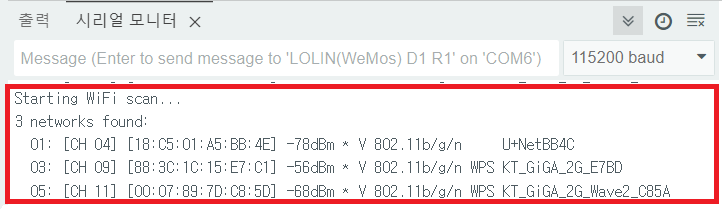 출력 시리얼 모니터 ×
Message (Enter to send message to 'LOLIN(WeMos) D1 R1' on 'COM6') 115200 baud
Starting WiFi scan...
3 networks found:
01: [CH 04] [18:C5:01:A5:BB:4E] -78dBm * V 802.11b/g/n U+NetBB4C
03: [CH 09] [88:3C:1C:15:E7:C1] -56dBm * V 802.11b/g/n WPS KT_GiGA_2G_E7BD
05: [CH 11] [00:07:89:7D:C8:5D] -68dBm * V 802.11b/g/n WPS KT_GiGA_2G_Wave2_C85A